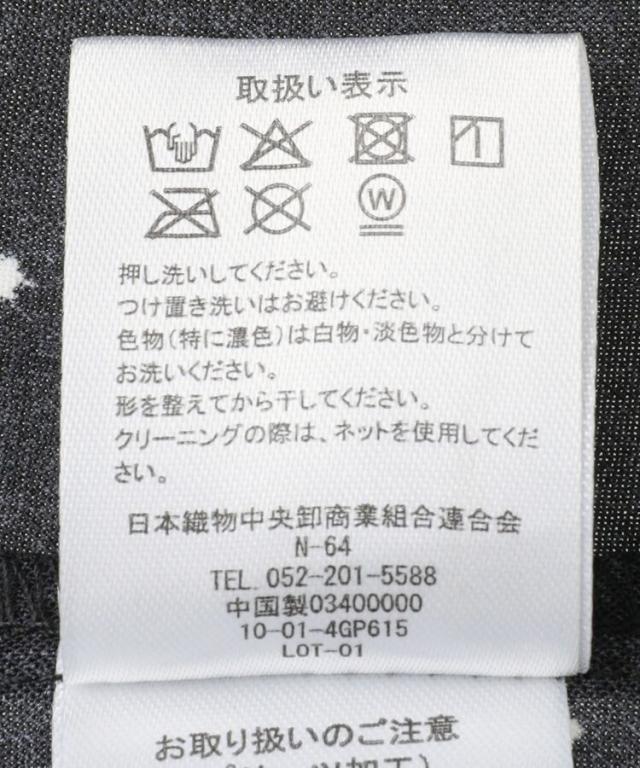 取扱い表示
W
押し洗いしてください。
つけ置き洗いはお避けください。
色物(特に濃色)は白物・淡色物と分けて
お洗いください。
形を整えてから干してください。
クリーニングの際は、ネットを使用してくだ
さい。
日本織物中央卸商業組合連合会
N-64
TEL. 052-201-5588
中国製03400000
10-01-4GP615
LOT-01
お取り扱いのご注意
加工)